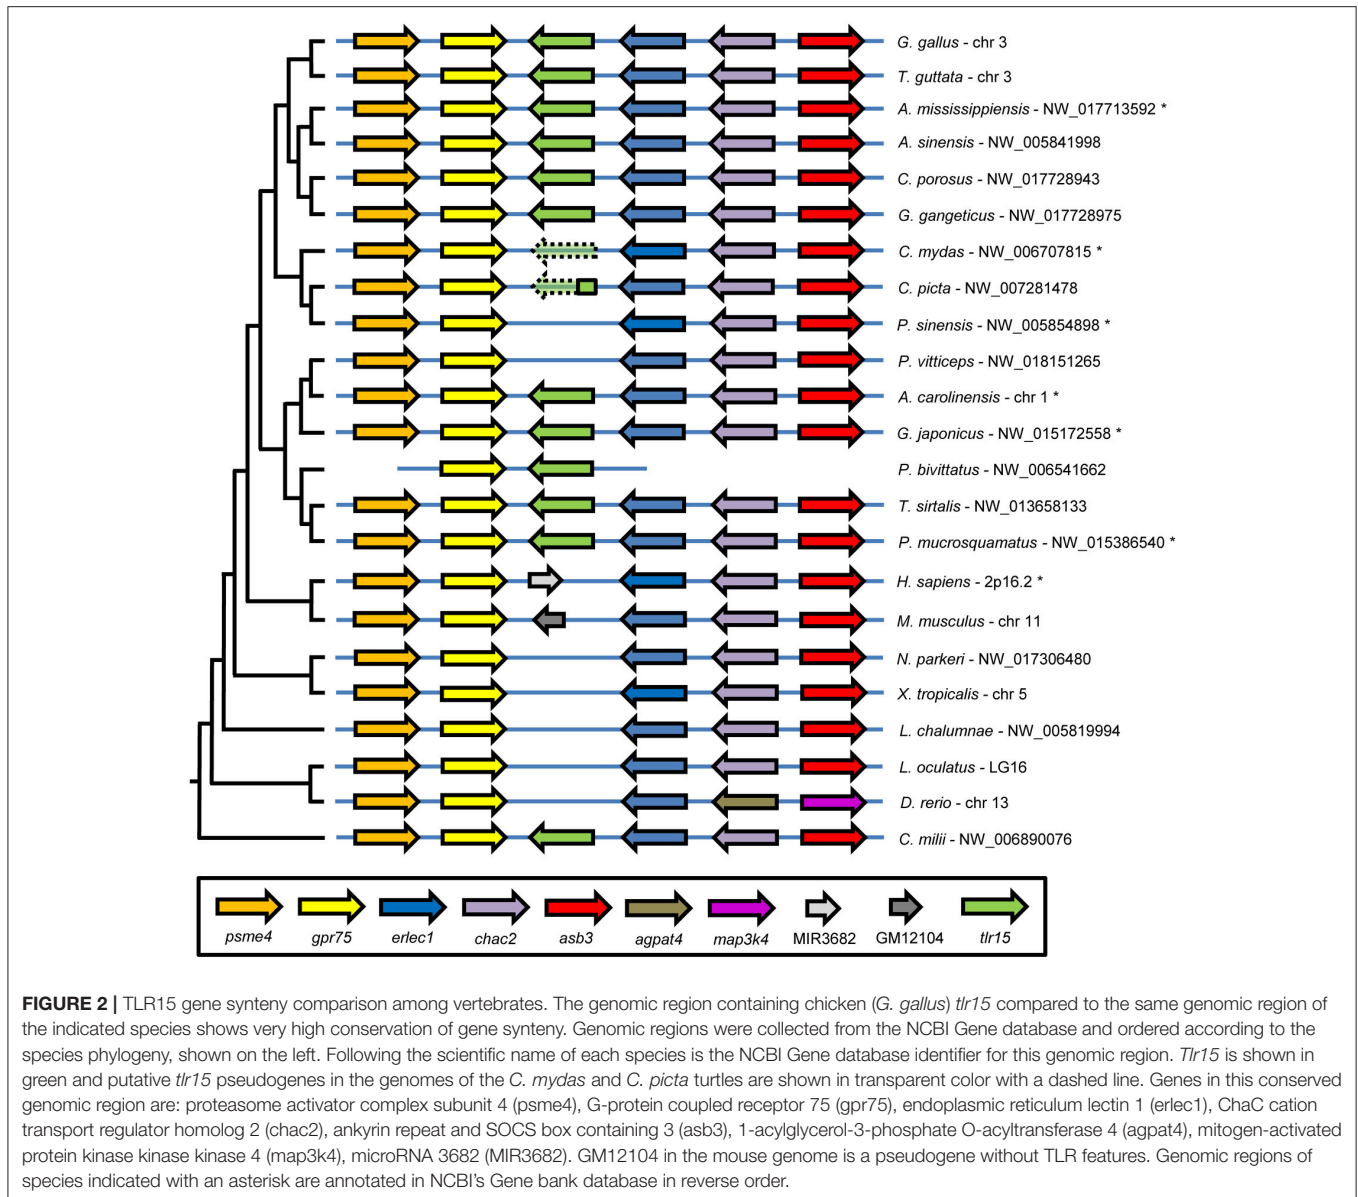 G. gallus - chr 3
T. guttata - chr 3
A. mississippiensis - NW_017713592 *
A. sinensis - NW_005841998
C. porosus - NW_017728943
G. gangeticus - NW_017728975
C. mydas - NW_006707815 *
C. picta - NW_007281478
P. sinensis - NW_005854898 *
P. vitticeps - NW_018151265
A. carolinensis - chr 1 *
G. japonicus - NW_015172558 *
P. bivittatus - NW_006541662
T. sirtalis - NW_013658133
P. mucrosquamatus - NW_015386540 *
H. sapiens - 2p16.2 *
M. musculus - chr 11
N. parkeri - NW_017306480
X. tropicalis - chr 5
L. chalumnae - NW_005819994
L. oculatus - LG16
D. rerio - chr 13
C. milii - NW_006890076
psme4 gpr75 erlec1 chac2 asb3 agpat4 map3k4 MIR3682 GM12104 tlr15
FIGURE 2 | TLR15 gene synteny comparison among vertebrates. The genomic region containing chicken (G. gallus) tlr15 compared to the same genomic region of
the indicated species shows very high conservation of gene synteny. Genomic regions were collected from the NCBI Gene database and ordered according to the
species phylogeny, shown on the left. Following the scientific name of each species is the NCBI Gene database identifier for this genomic region. Tlr15 is shown in
green and putative tlr15 pseudogenes in the genomes of the C. mydas and C. picta turtles are shown in transparent color with a dashed line. Genes in this conserved
genomic region are: proteasome activator complex subunit 4 (psme4), G-protein coupled receptor 75 (gpr75), endoplasmic reticulum lectin 1 (erlec1), ChaC cation
transport regulator homolog 2 (chac2), ankyrin repeat and SOCS box containing 3 (asb3), 1-acylglycerol-3-phosphate O-acyltransferase 4 (agpat4), mitogen-activated
protein kinase kinase kinase 4 (map3k4), microRNA 3682 (MIR3682). GM12104 in the mouse genome is a pseudogene without TLR features. Genomic regions of
species indicated with an asterisk are annotated in NCBI's Gene bank database in reverse order.